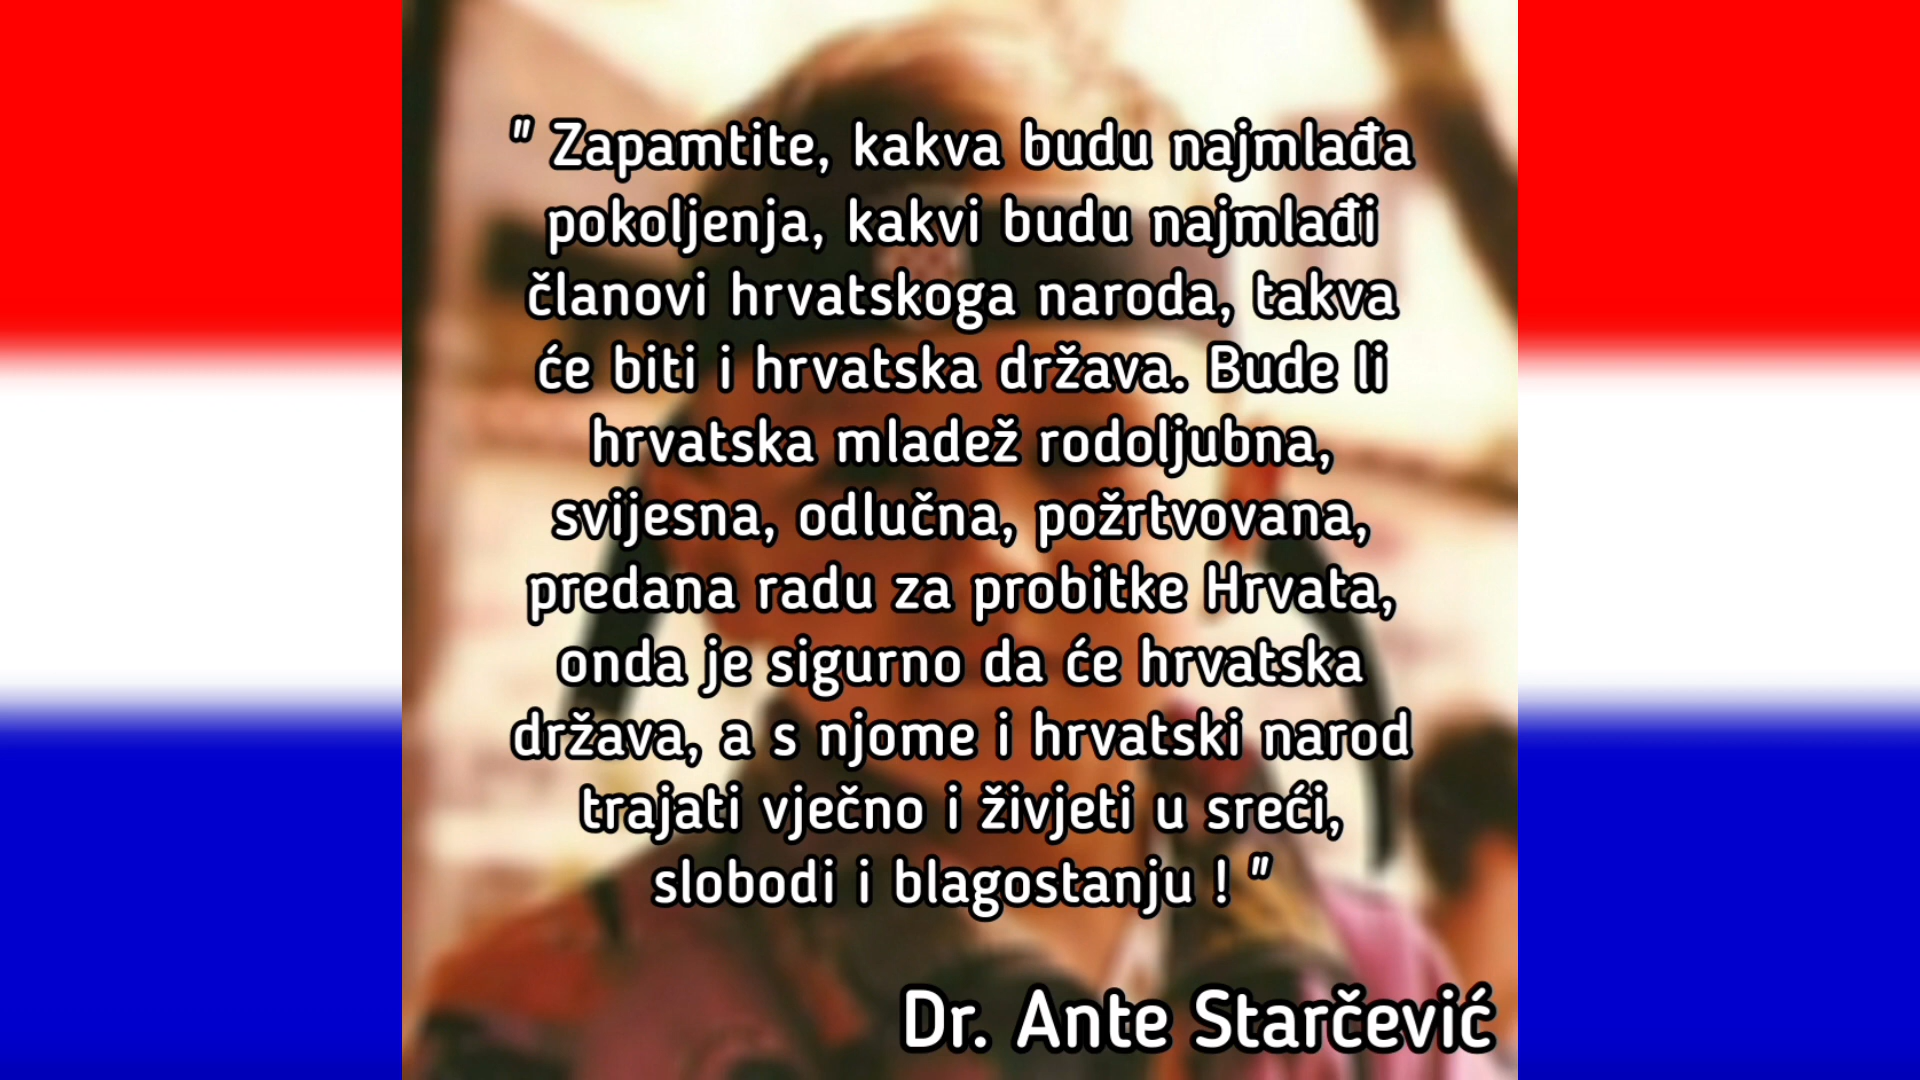 " Zapamtite, kakva budu najmlađa
pokoljenja, kakvi budu najmlađi
članovi hrvatskoga naroda, takva
će biti i hrvatska država. Bude li
hrvatska mladež rodoljubna,
svijesna, odlučna, požrtvovana,
predana radu za probitke Hrvata,
onda je sigurno da će hrvatska
država, a s njome i hrvatski narod
trajati vječno i živjeti u sreći,
slobodi i blagostanju ! "
Dr. Ante Starčević